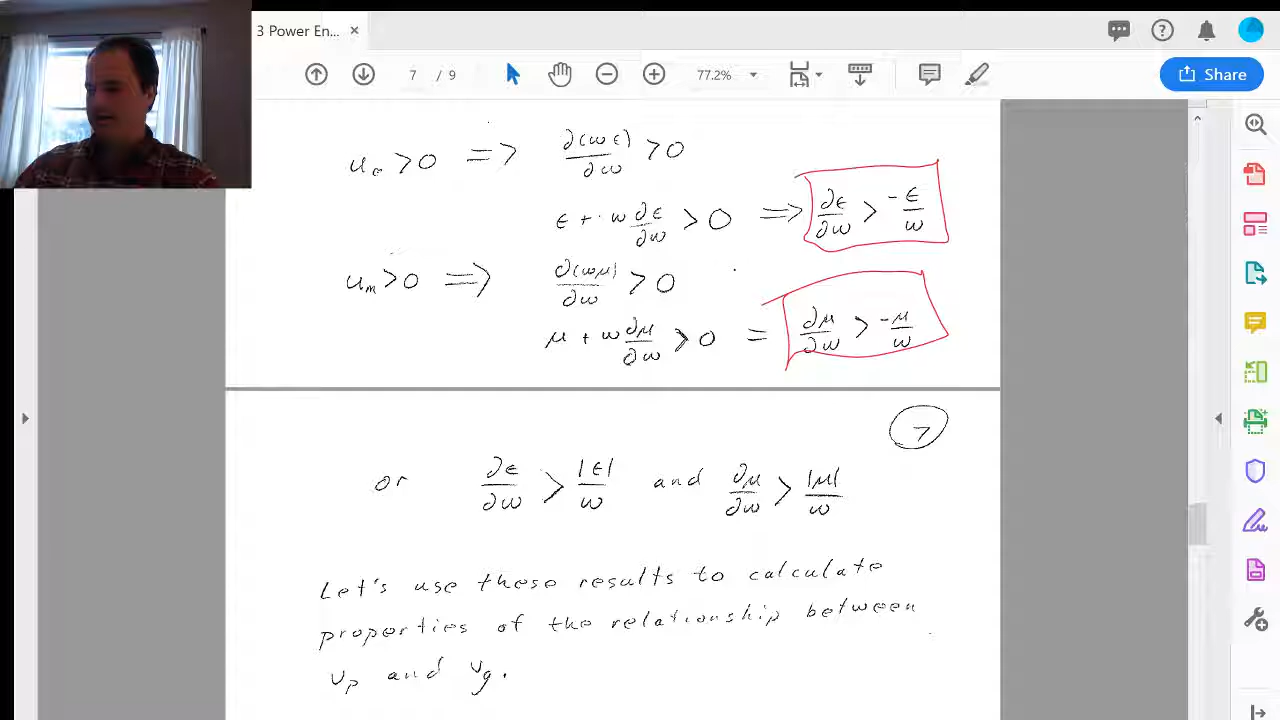 3 Power En...
7 / 9
77.2%
Share
u_e > 0 => ∂(ωϵ)/∂ω > 0
ϵ + ω ∂ϵ/∂ω > 0 => ∂ϵ/∂ω > -ϵ/ω
u_m > 0 => ∂(ωμ)/∂ω > 0
μ + ω ∂μ/∂ω > 0 = ∂μ/∂ω > -μ/ω
7
or ∂ϵ/∂ω > |ϵ|/ω and ∂μ/∂ω > |μ|/ω
Let's use these results to calculate
properties of the relationship between
v_p and v_g.